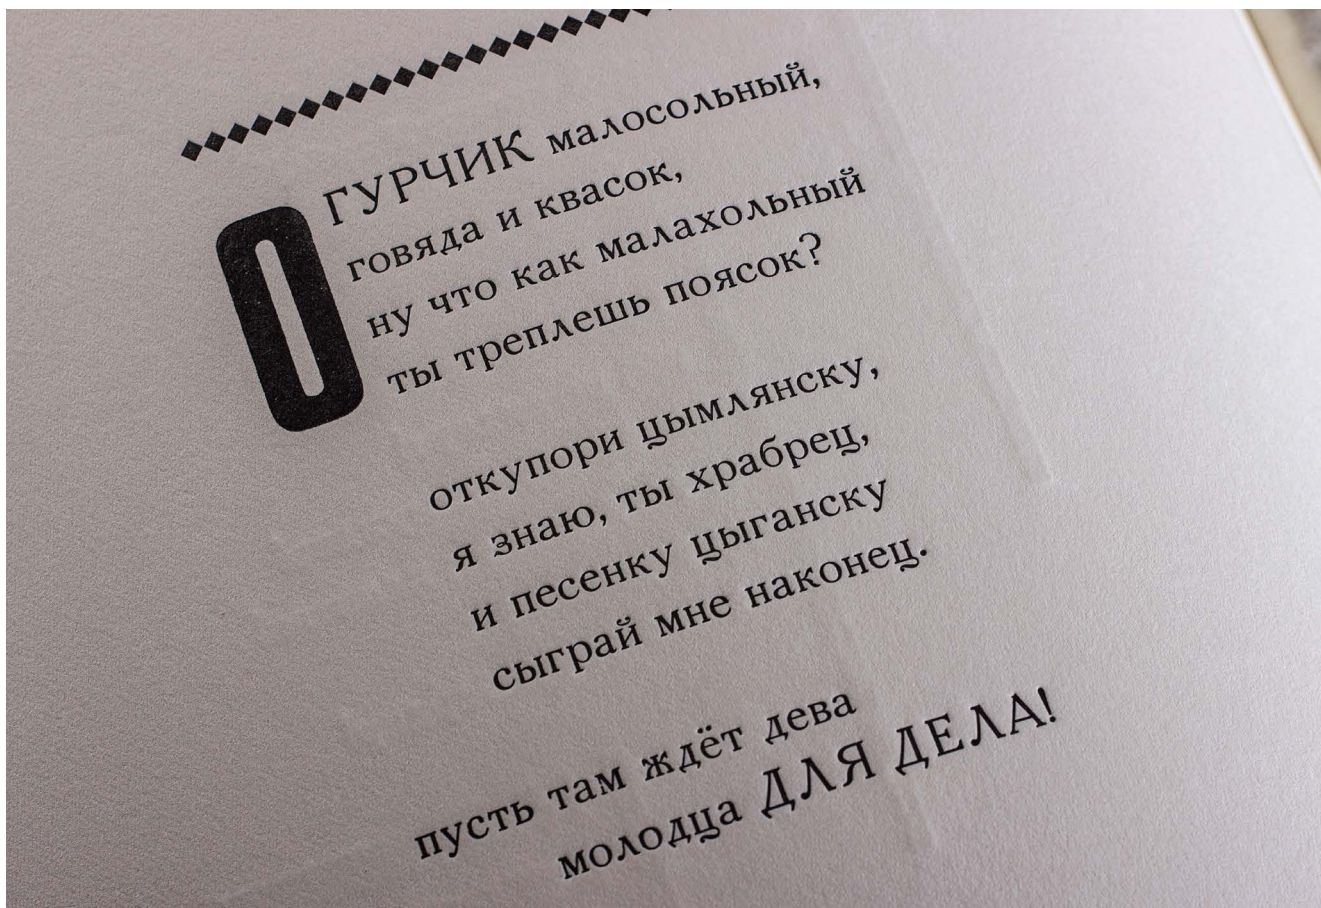 ОГУРЧИК малосольный,
говяда и квасок,
ну что как малахольный
ты треплешь поясок?
откупори цымлянску,
я знаю, ты храбрец,
и песенку цыганску
сыграй мне наконец.
пусть там ждёт дева
молодца ДЛЯ ДЕЛА!